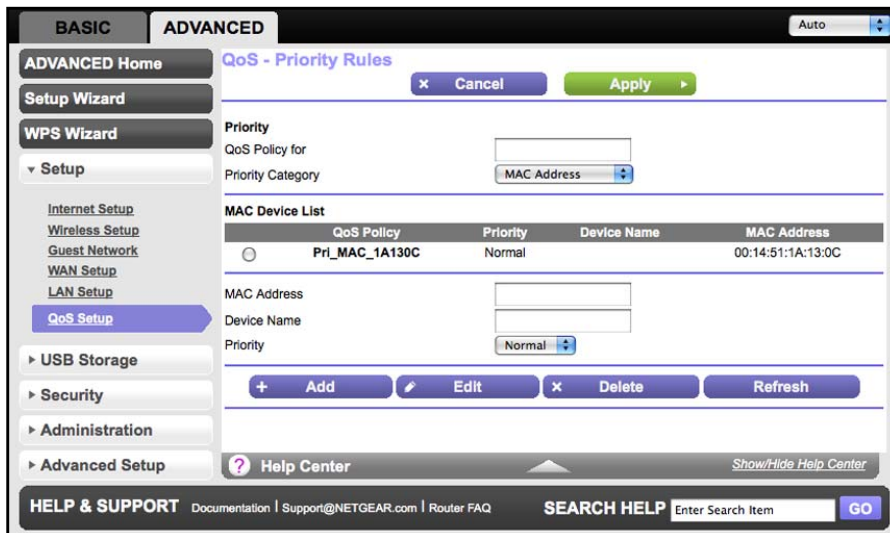 BASIC
ADVANCED
Auto
ADVANCED Home
Setup Wizard
WPS Wizard
Setup
Internet Setup
Wireless Setup
Guest Network
WAN Setup
LAN Setup
QoS Setup
USB Storage
Security
Administration
Advanced Setup
QoS - Priority Rules
Cancel
Apply
Priority
QoS Policy for
Priority Category MAC Address
MAC Device List
QoS Policy Priority Device Name MAC Address
Pri_MAC_1A130C Normal 00:14:51:1A:13:0C
MAC Address
Device Name
Priority Normal
+ Add Edit × Delete Refresh
? Help Center Show/Hide Help Center
HELP & SUPPORT Documentation | Support@NETGEAR.com | Router FAQ SEARCH HELP Enter Search Item GO